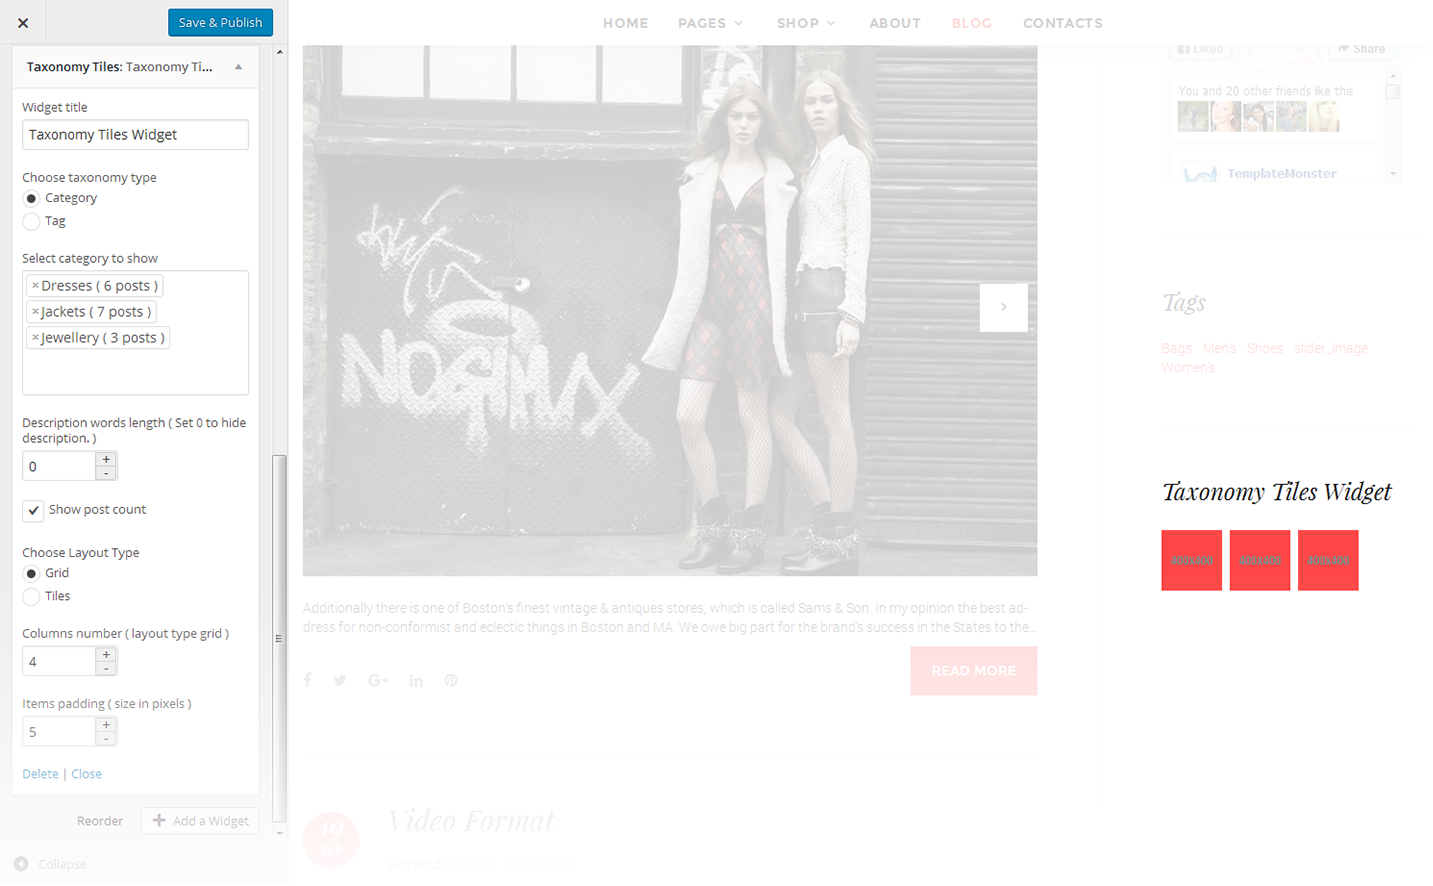 Save & Publish
HOME PAGES SHOP ABOUT BLOG CONTACTS
Taxonomy Tiles: Taxonomy Ti...
Widget title
Taxonomy Tiles Widget
Choose taxonomy type
Category
Tag
Select category to show
×Dresses ( 6 posts )
×Jackets ( 7 posts )
×Jewellery ( 3 posts )
Description words length ( Set 0 to hide
description. )
0
+
-
Show post count
Choose Layout Type
Grid
Tiles
Columns number ( layout type grid )
4
+
-
Items padding ( size in pixels )
5
+
-
Delete | Close
Reorder
Add a Widget
Collapse
Additionally there is one of Boston's finest vintage & antiques stores, which is called Sams & Son. In my opinion the best ad-
dress for non-conformist and eclectic things in Boston and MA. We owe big part for the brand's success in the States to the...
READ MORE
19
Feb
Video Format
Posted by
Liked
Share
You and 20 other friends like this
TemplateMonster
Tags
Bags Men's Shoes slider_image
Women's
Taxonomy Tiles Widget
400x400 400x400 400x400